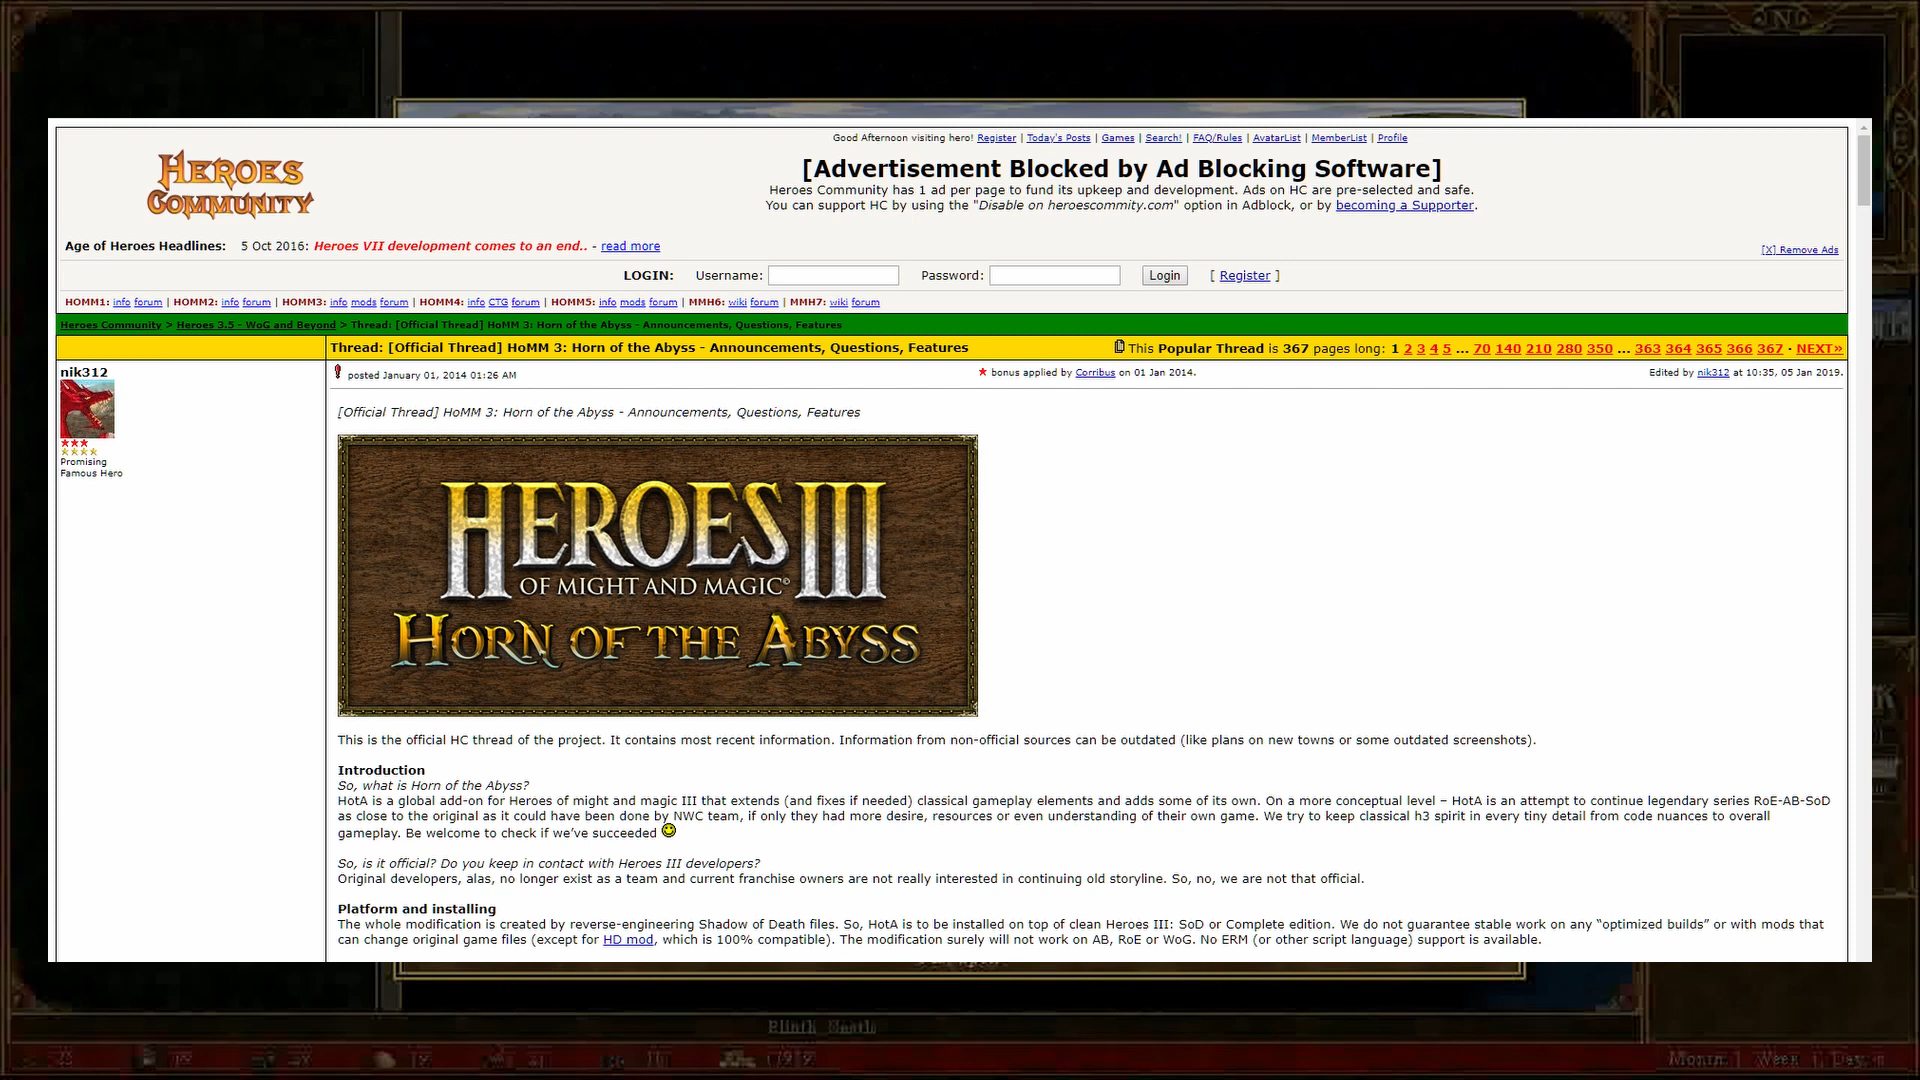 Good Afternoon visiting hero! Register | Today's Posts | Games | Search! | FAQ/Rules | AvatarList | MemberList | Profile
HEROES
COMMUNITY
[Advertisement Blocked by Ad Blocking Software]
Heroes Community has 1 ad per page to fund its upkeep and development. Ads on HC are pre-selected and safe.
You can support HC by using the "Disable on heroescommity.com" option in Adblock, or by becoming a Supporter.
Age of Heroes Headlines: 5 Oct 2016: Heroes VII development comes to an end.. - read more
[X] Remove Ads
LOGIN: Username: Password: Login [ Register ]
HOMM1: info forum | HOMM2: info forum | HOMM3: info mods forum | HOMM4: info CTG forum | HOMM5: info mods forum | MMH6: wiki forum | MMH7: wiki forum
Heroes Community > Heroes 3.5 - WoG and Beyond > Thread: [Official Thread] HoMM 3: Horn of the Abyss - Announcements, Questions, Features
Thread: [Official Thread] HoMM 3: Horn of the Abyss - Announcements, Questions, Features
This Popular Thread is 367 pages long: 1 2 3 4 5 ... 70 140 210 280 350 ... 363 364 365 366 367 · NEXT»
nik312
Promising
Famous Hero
posted January 01, 2014 01:26 AM
bonus applied by Corribus on 01 Jan 2014.
Edited by nik312 at 10:35, 05 Jan 2019.
[Official Thread] HoMM 3: Horn of the Abyss - Announcements, Questions, Features
HEROES III
OF MIGHT AND MAGIC©
HORN OF THE ABYSS
This is the official HC thread of the project. It contains most recent information. Information from non-official sources can be outdated (like plans on new towns or some outdated screenshots).
Introduction
So, what is Horn of the Abyss?
HotA is a global add-on for Heroes of might and magic III that extends (and fixes if needed) classical gameplay elements and adds some of its own. On a more conceptual level – HotA is an attempt to continue legendary series RoE-AB-SoD
as close to the original as it could have been done by NWC team, if only they had more desire, resources or even understanding of their own game. We try to keep classical h3 spirit in every tiny detail from code nuances to overall
gameplay. Be welcome to check if we’ve succeeded
So, is it official? Do you keep in contact with Heroes III developers?
Original developers, alas, no longer exist as a team and current franchise owners are not really interested in continuing old storyline. So, no, we are not that official.
Platform and installing
The whole modification is created by reverse-engineering Shadow of Death files. So, HotA is to be installed on top of clean Heroes III: SoD or Complete edition. We do not guarantee stable work on any “optimized builds” or with mods that
can change original game files (except for HD mod, which is 100% compatible). The modification surely will not work on AB, RoE or WoG. No ERM (or other script language) support is available.